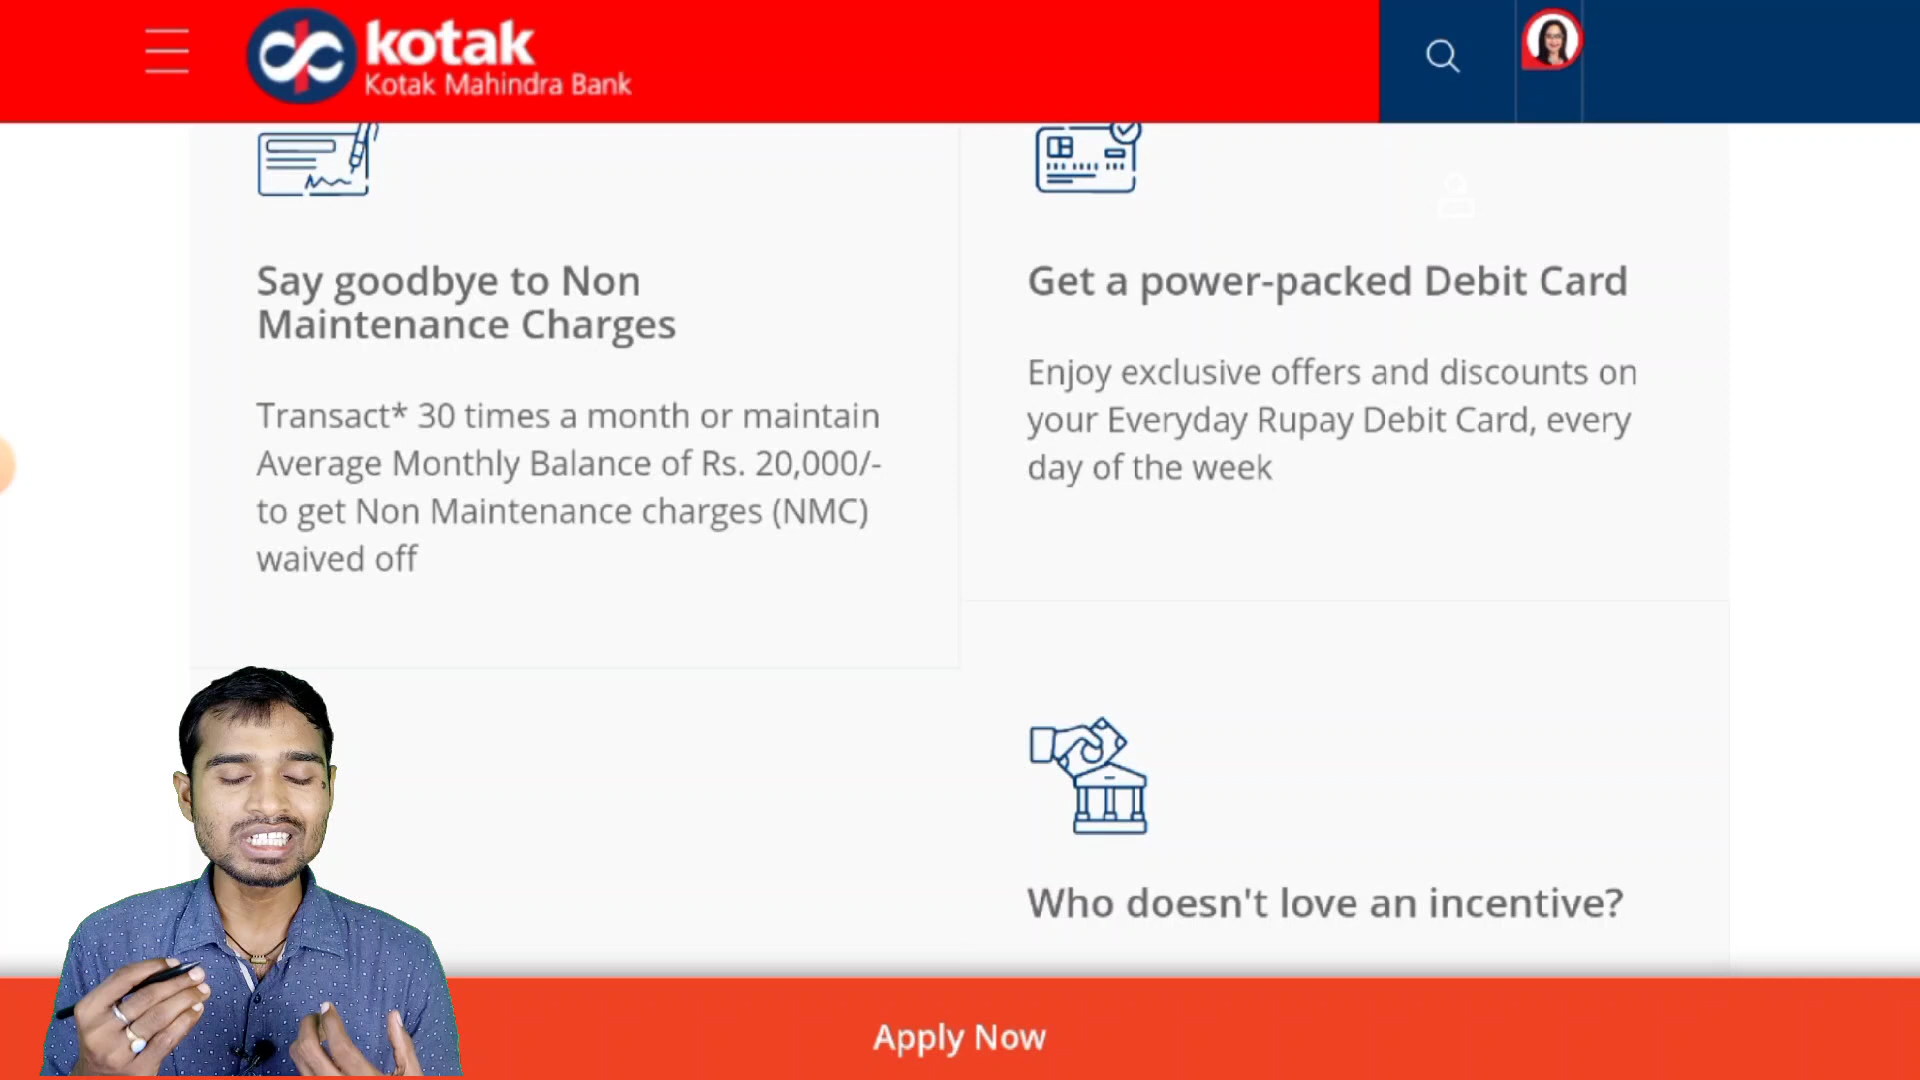 kotak
Kotak Mahindra Bank
Say goodbye to Non
Maintenance Charges
Transact* 30 times a month or maintain
Average Monthly Balance of Rs. 20,000/-
to get Non Maintenance charges (NMC)
waived off
Get a power-packed Debit Card
Enjoy exclusive offers and discounts on
your Everyday Rupay Debit Card, every
day of the week
Who doesn't love an incentive?
Apply Now